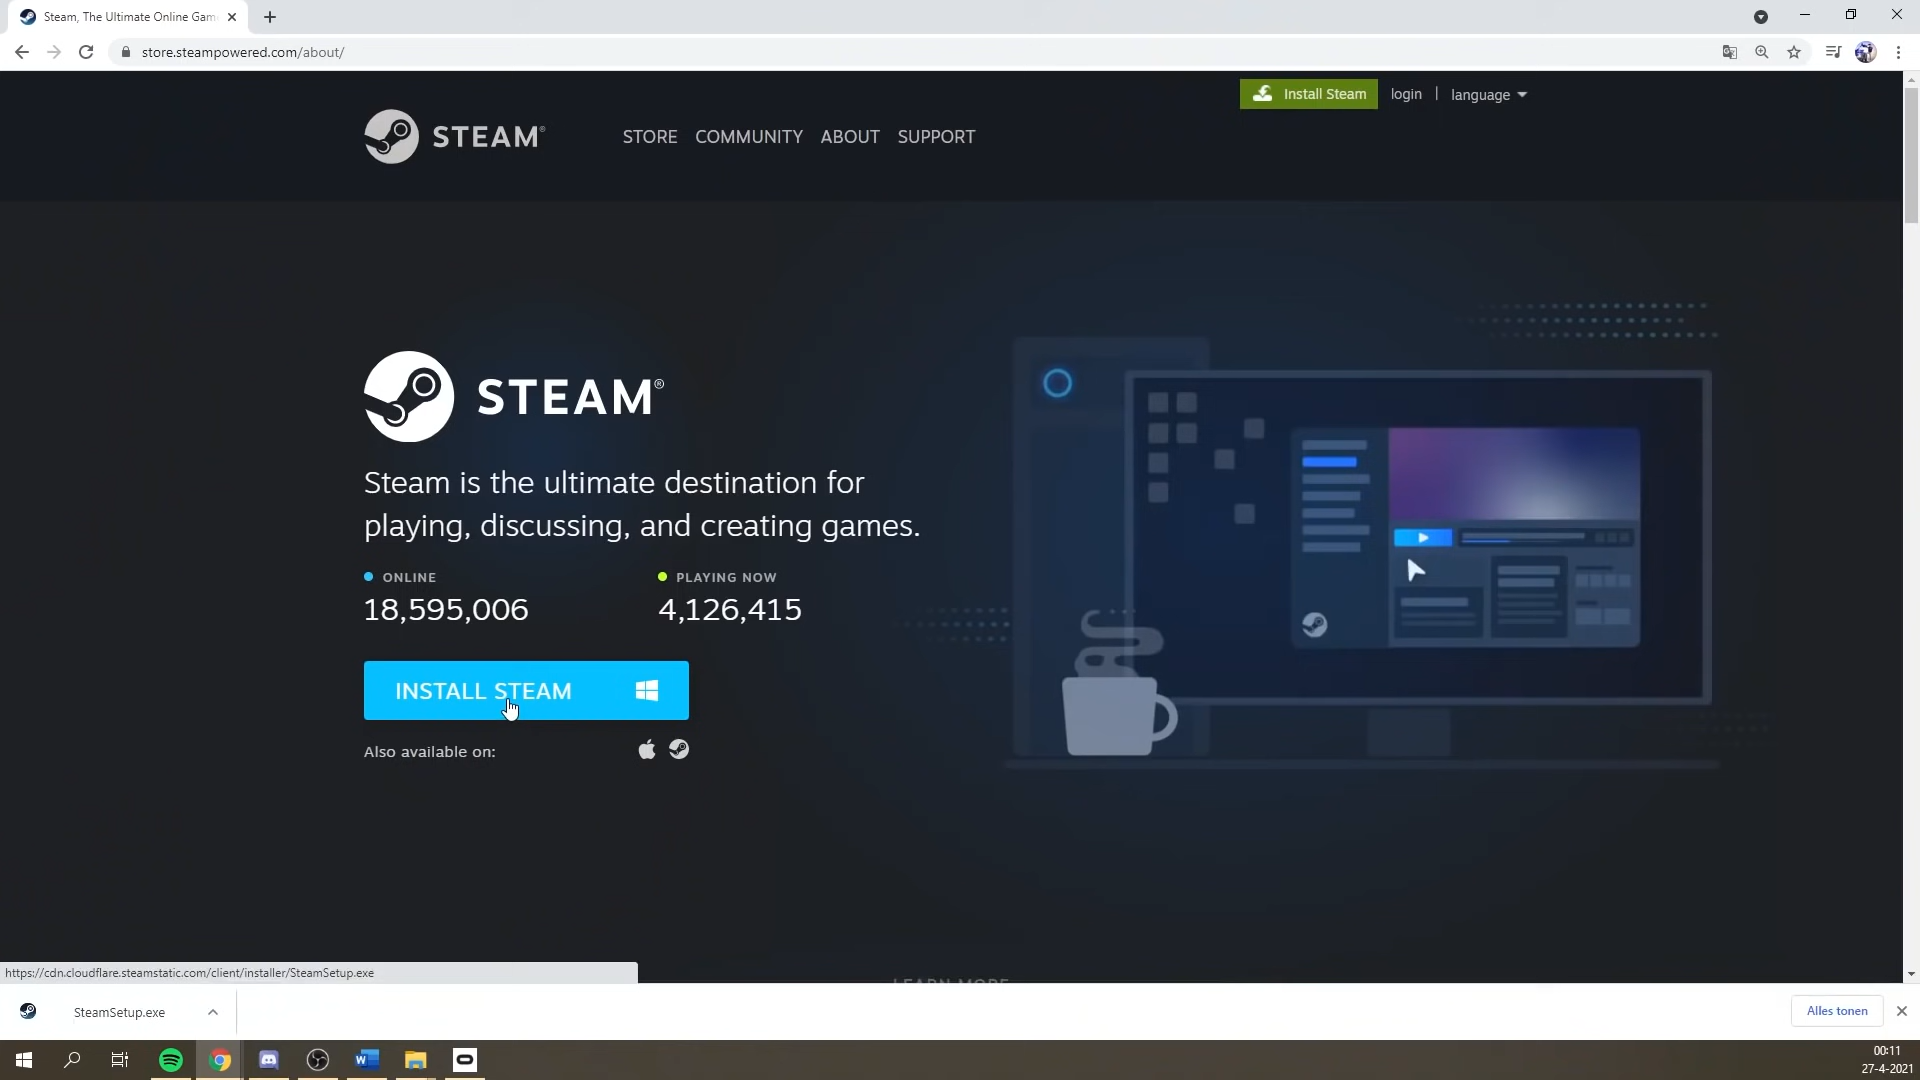 Steam, The Ultimate Online Gam
store.steampowered.com/about/
Install Steam
login | language
STEAM®
STORE COMMUNITY ABOUT SUPPORT
STEAM®
Steam is the ultimate destination for
playing, discussing, and creating games.
ONLINE
18,595,006
PLAYING NOW
4,126,415
INSTALL STEAM
Also available on:
LEARN MORE
https://cdn.cloudflare.steamstatic.com/client/installer/SteamSetup.exe
SteamSetup.exe
Alles tonen
00:11
27-4-2021